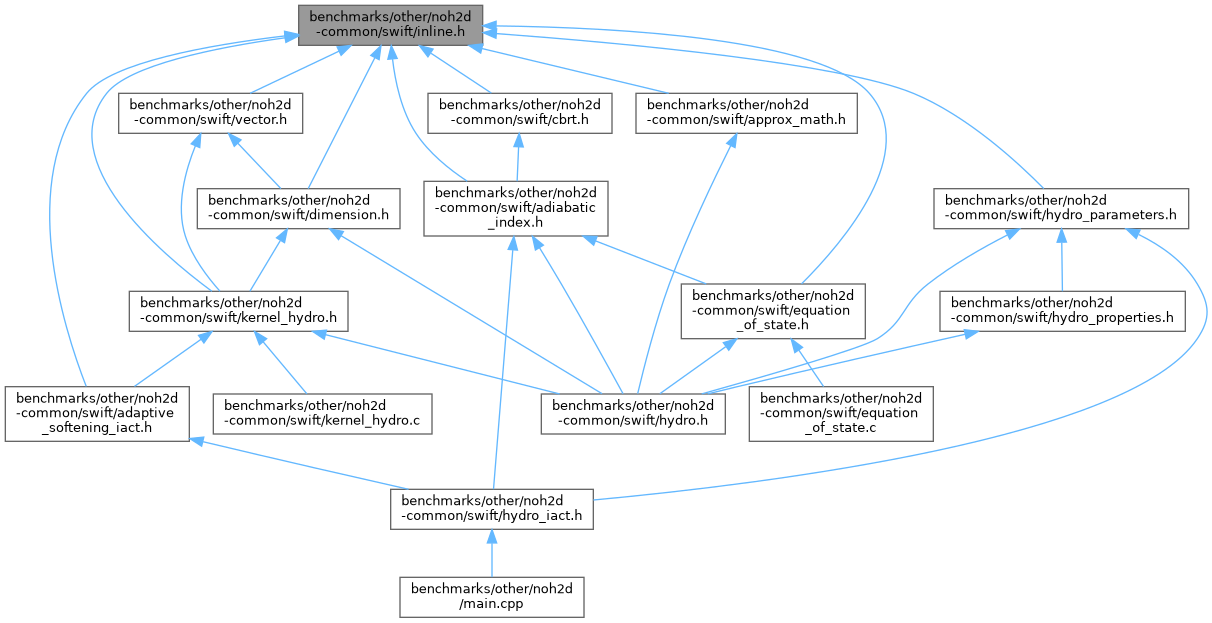 benchmarks/other/noh2d
-common/swift/inline.h
benchmarks/other/noh2d
-common/swift/vector.h
benchmarks/other/noh2d
-common/swift/cbrt.h
benchmarks/other/noh2d
-common/swift/approx_math.h
benchmarks/other/noh2d
-common/swift/dimension.h
benchmarks/other/noh2d
-common/swift/adiabatic
_index.h
benchmarks/other/noh2d
-common/swift/hydro_parameters.h
benchmarks/other/noh2d
-common/swift/kernel_hydro.h
benchmarks/other/noh2d
-common/swift/equation
_of_state.h
benchmarks/other/noh2d
-common/swift/hydro_properties.h
benchmarks/other/noh2d
-common/swift/adaptive
_softening_iact.h
benchmarks/other/noh2d
-common/swift/kernel_hydro.c
benchmarks/other/noh2d
-common/swift/hydro.h
benchmarks/other/noh2d
-common/swift/equation
_of_state.c
benchmarks/other/noh2d
-common/swift/hydro_iact.h
benchmarks/other/noh2d
/main.cpp